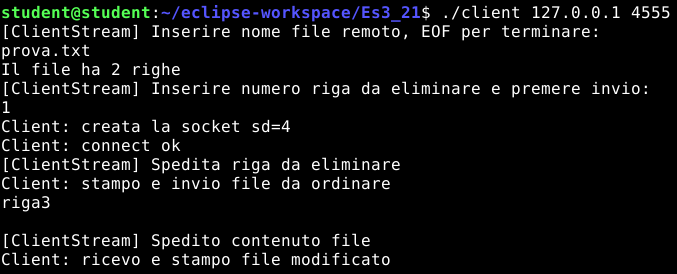 student@student:~/eclipse-workspace/Es3_21$ ./client 127.0.0.1 4555
[ClientStream] Inserire nome file remoto, EOF per terminare:
prova.txt
Il file ha 2 righe
[ClientStream] Inserire numero riga da eliminare e premere invio:
1
Client: creata la socket sd=4
Client: connect ok
[ClientStream] Spedita riga da eliminare
Client: stampo e invio file da ordinare
riga3
[ClientStream] Spedito contenuto file
Client: ricevo e stampo file modificato